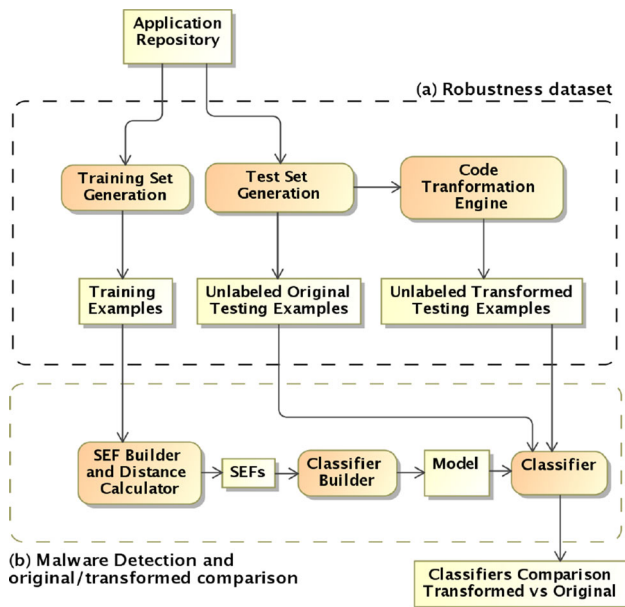 Application
Repository
(a) Robustness dataset
Training Set
Generation
Test Set
Generation
Code
Tranformation
Engine
Training
Examples
Unlabeled Original
Testing Examples
Unlabeled Transformed
Testing Examples
SEF Builder
and Distance
Calculator
SEFs
Classifier
Builder
Model
Classifier
(b) Malware Detection and
original/transformed comparison
Classifiers Comparison
Transformed vs Original